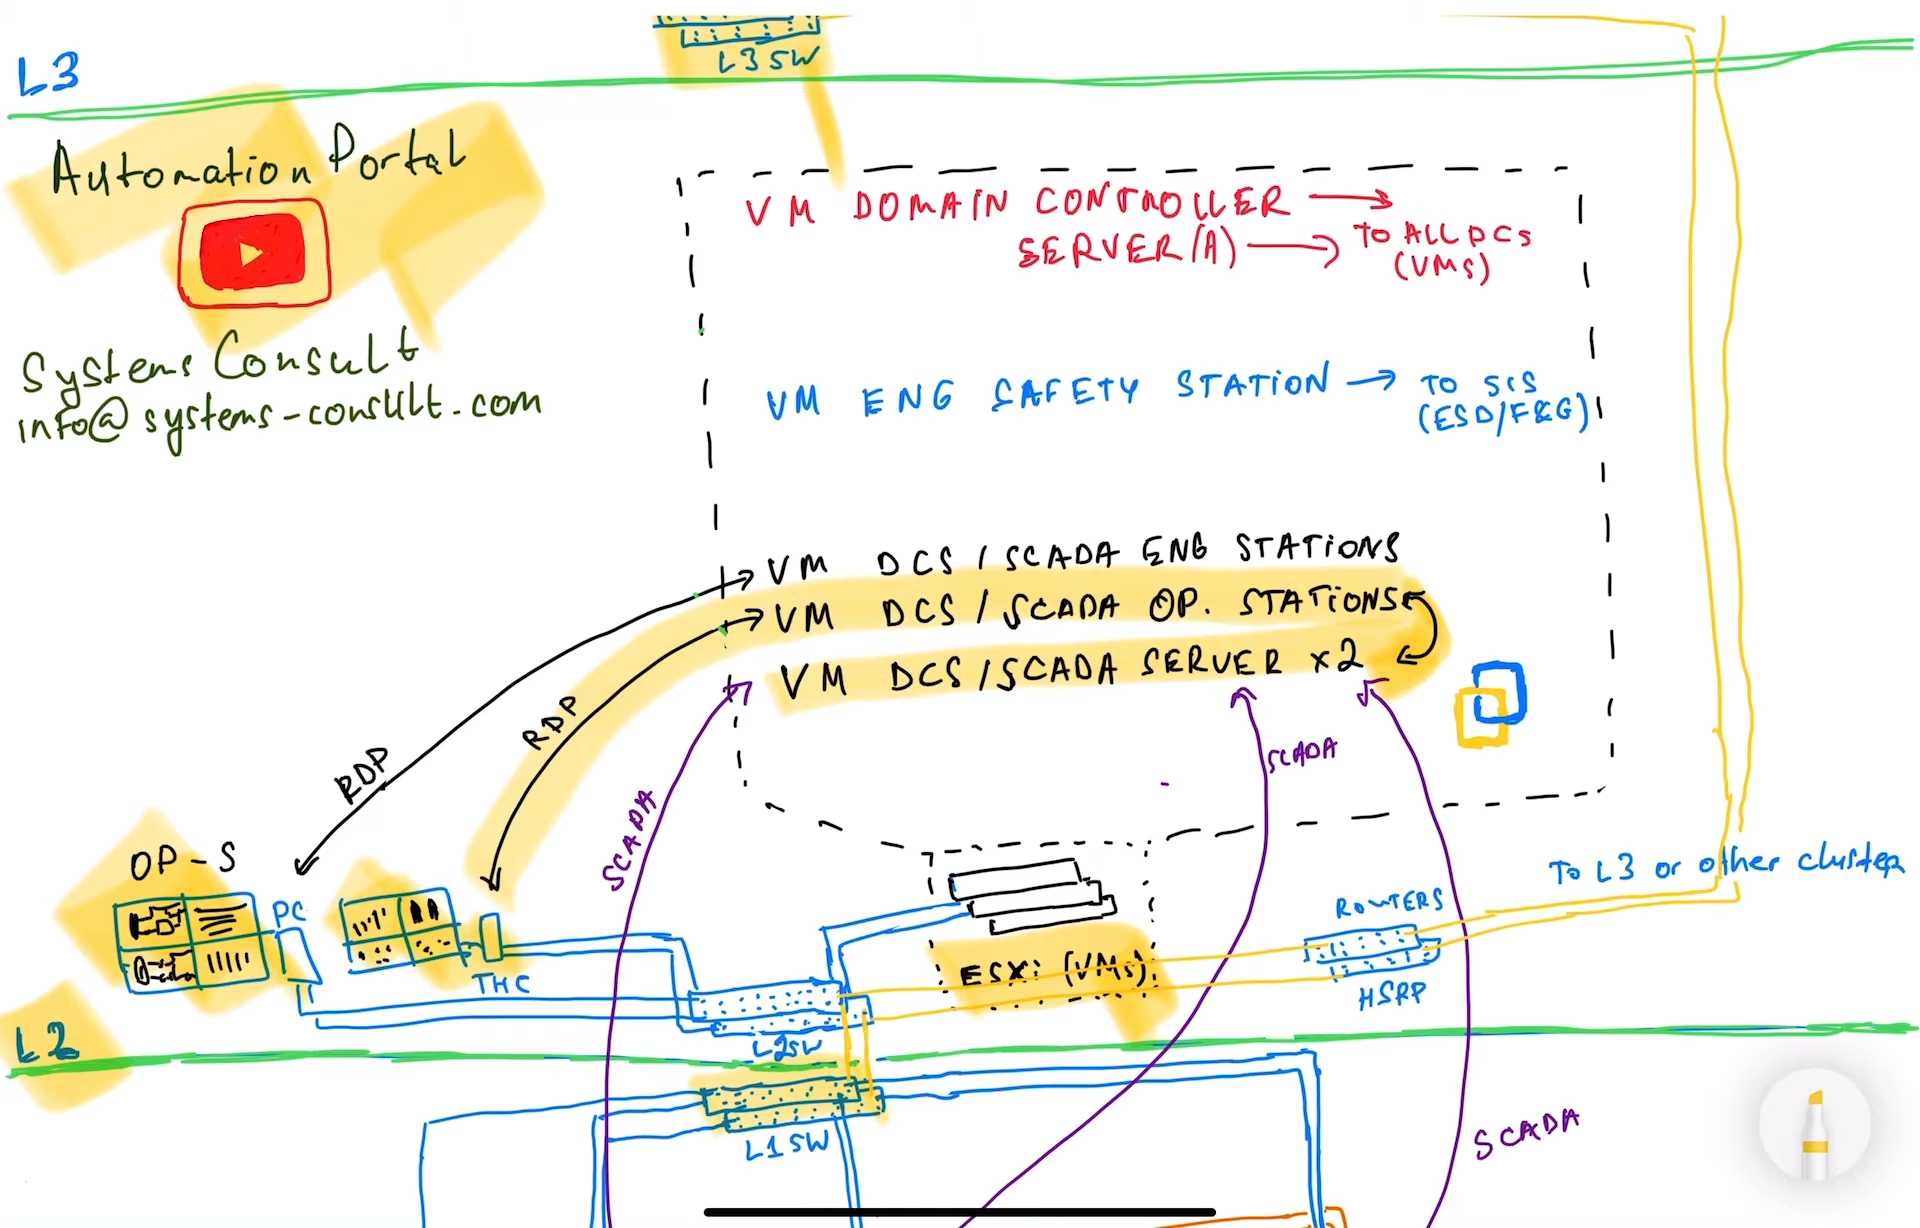 L3SW
L3
Automation Portal
Systems Consult
info@systems-consult.com
VM DOMAIN CONTROLLER
SERVER(A)
TO ALL DCS
(VMs)
VM ENG SAFETY STATION
TO SIS
(ESD/F&G)
VM DCS/SCADA ENG STATIONS
VM DCS/SCADA OP. STATIONS
VM DCS/SCADA SERVER x2
RDP
RDP
SCADA
SCADA
OP-S
PC
THC
ESXi (VMs)
ROUTERS
HSRP
To L3 or other cluster
L2
L2SW
L1SW
SCADA